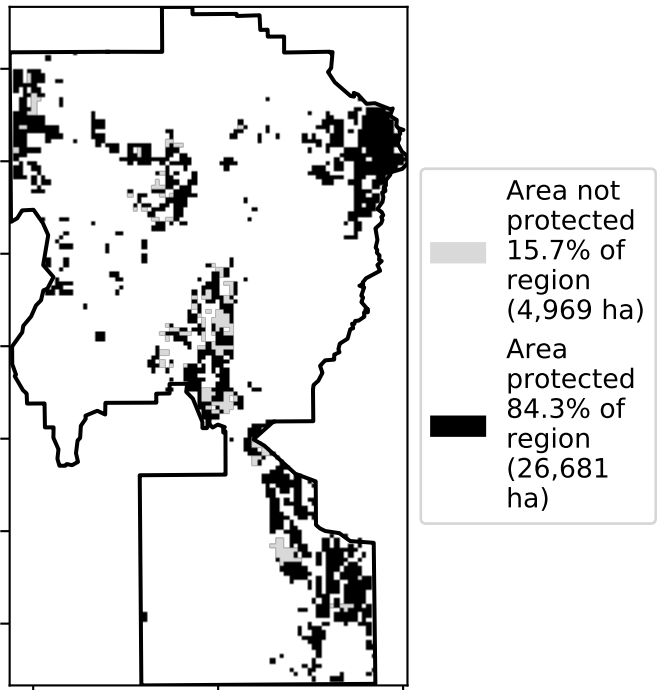 Area not
protected
15.7% of
region
(4,969 ha)
Area
protected
84.3% of
region
(26,681
ha)